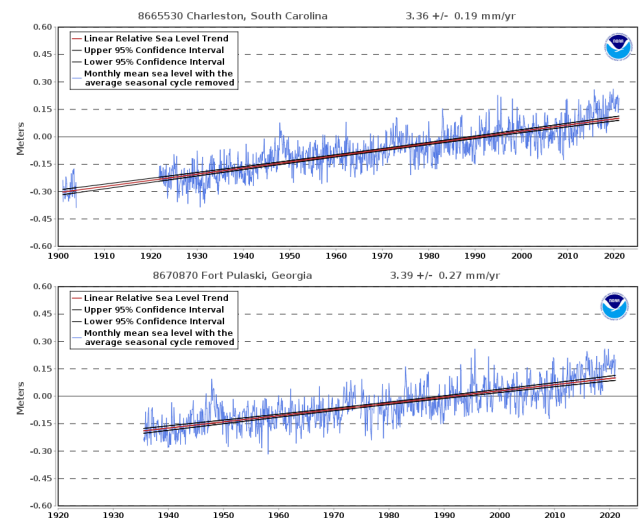 8665530 Charleston, South Carolina 3.36 +/- 0.19 mm/yr
0.60
Linear Relative Sea Level Trend
Upper 95% Confidence Interval
0.45
Lower 95% Confidence Interval
Monthly mean sea level with the
average seasonal cycle removed
NOAA
0.30
0.15
Meters
0.00
-0.15
-0.30
-0.45
-0.60
1900 1910 1920 1930 1940 1950 1960 1970 1980 1990 2000 2010 2020
8670870 Fort Pulaski, Georgia 3.39 +/- 0.27 mm/yr
0.60
Linear Relative Sea Level Trend
Upper 95% Confidence Interval
0.45
Lower 95% Confidence Interval
Monthly mean sea level with the
average seasonal cycle removed
NOAA
0.30
0.15
Meters
0.00
-0.15
-0.30
-0.45
-0.60
1920 1930 1940 1950 1960 1970 1980 1990 2000 2010 2020